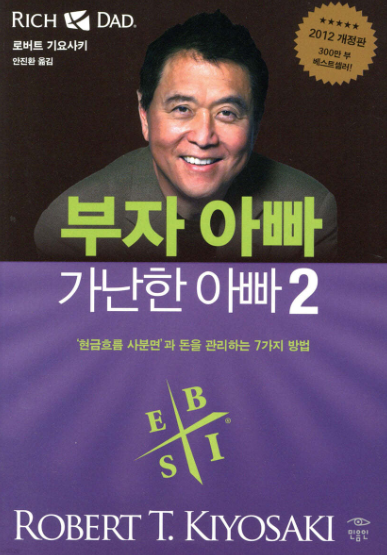 RICH DAD®
로버트 기요사키
안진환 옮김
★★★★★
2012 개정판
300만 부
베스트셀러!
부자 아빠
가난한 아빠 2
‘현금흐름 사분면’과 돈을 관리하는 7가지 방법
E B
S I ®
ROBERT T. KIYOSAKI
민음인